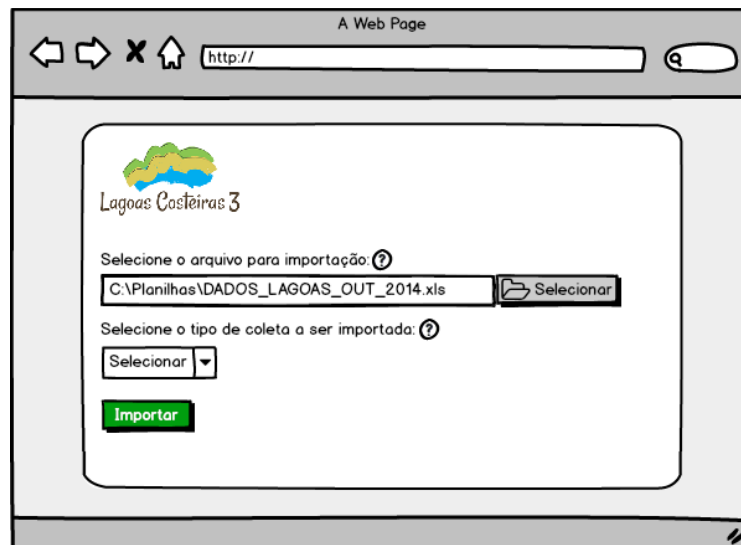 A Web Page
http://
Lagoas Costeiras 3
Selecione o arquivo para importação: ?
C:\Planilhas\DADOS_LAGOAS_OUT_2014.xls
Selecionar
Selecione o tipo de coleta a ser importada: ?
Selecionar
Importar